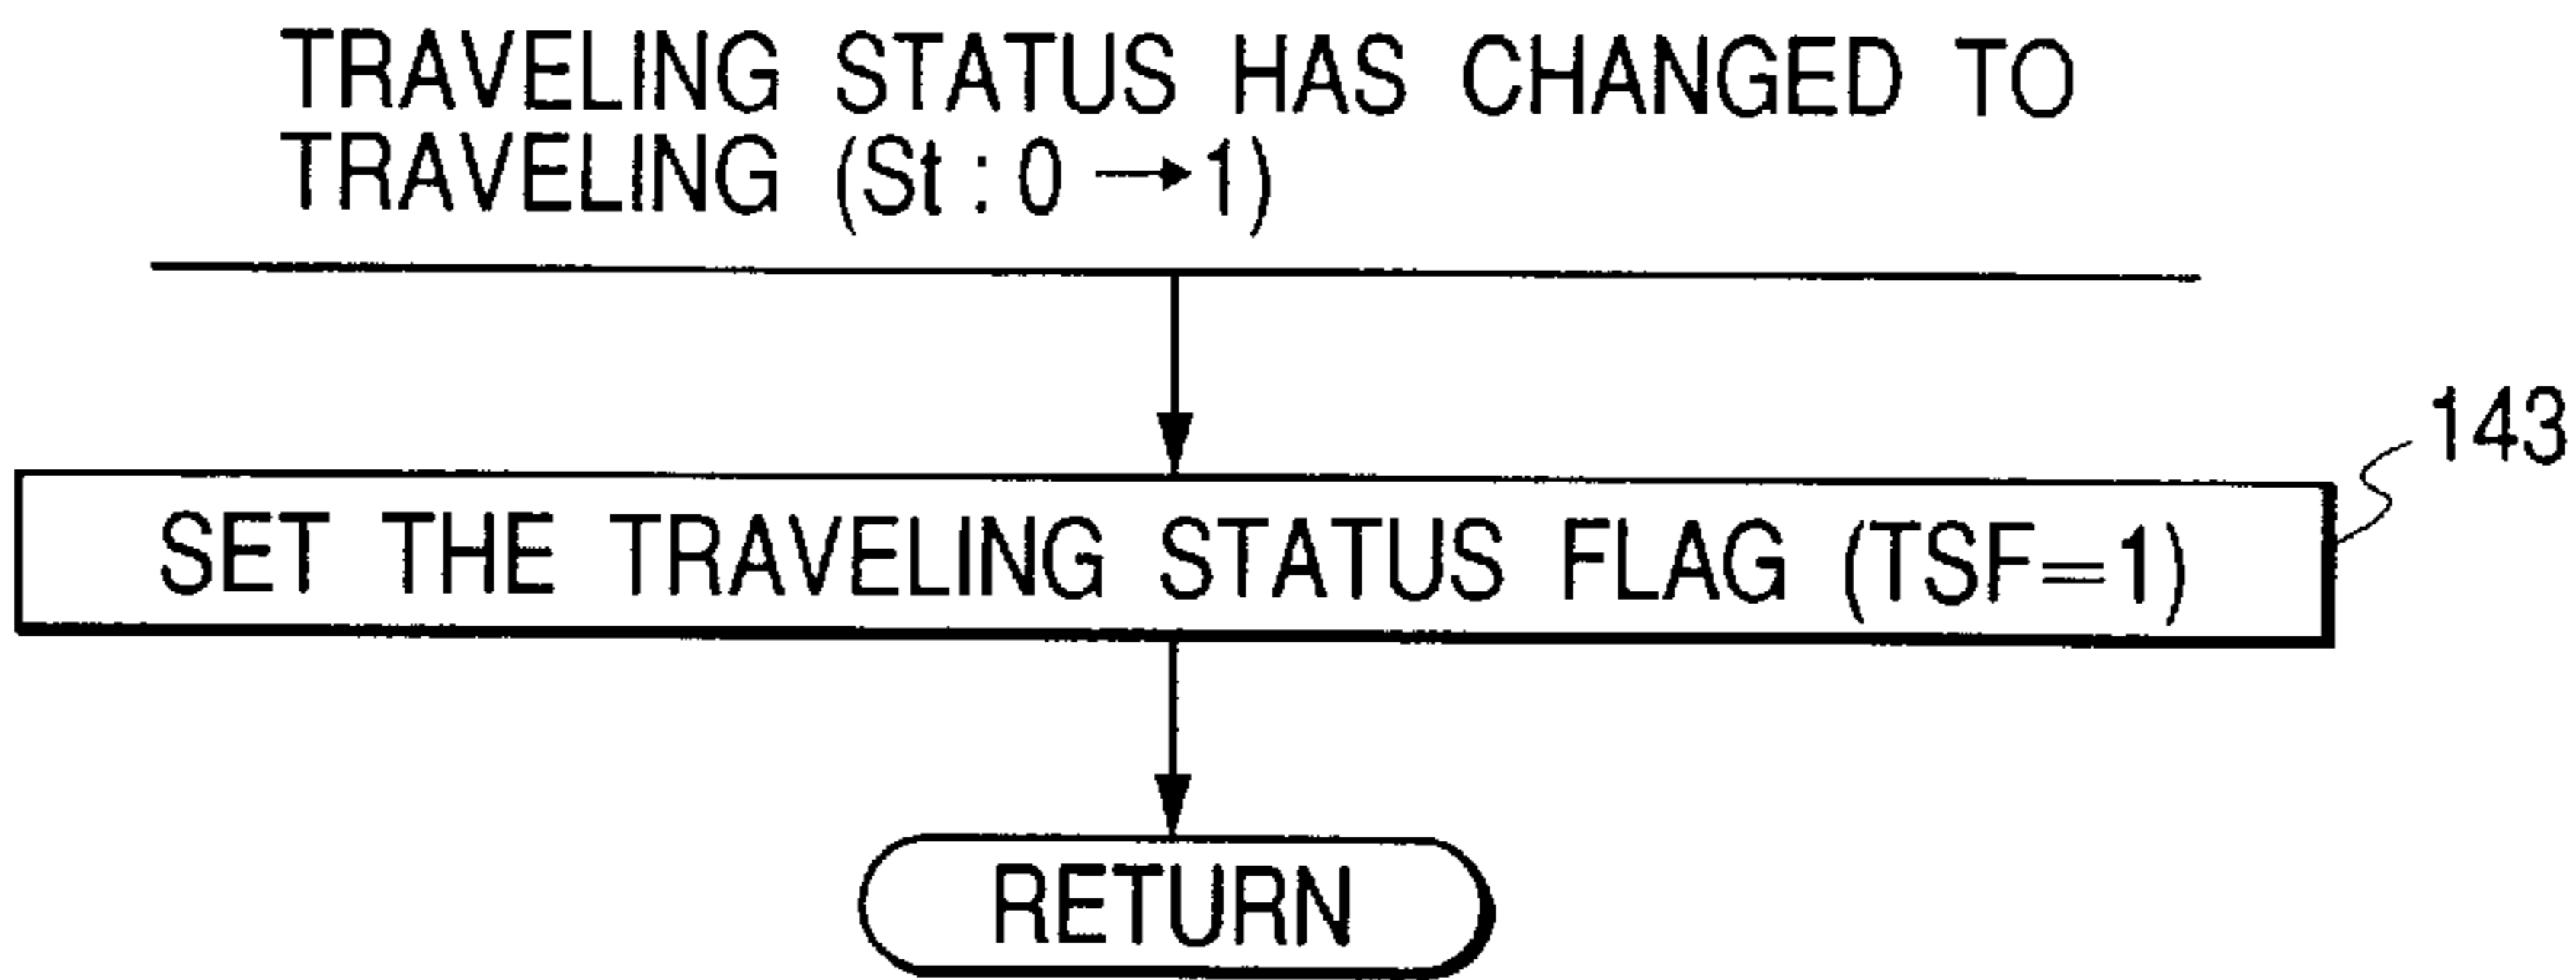 TRAVELING STATUS HAS CHANGED TO
TRAVELING (St : 0 → 1)
143
SET THE TRAVELING STATUS FLAG (TSF=1)
RETURN